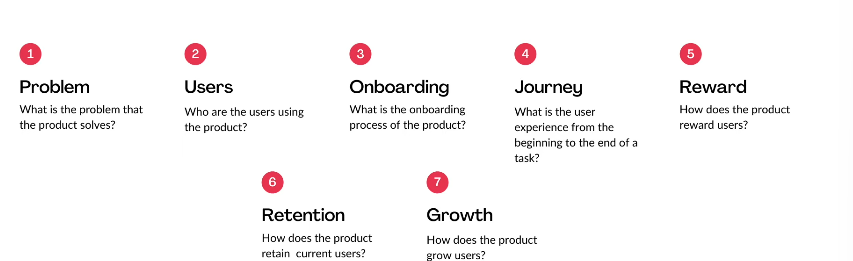 1
Problem
What is the problem that
the product solves?
2
Users
Who are the users using
the product?
3
Onboarding
What is the onboarding
process of the product?
4
Journey
What is the user
experience from the
beginning to the end of a
task?
5
Reward
How does the product
reward users?
6
Retention
How does the product
retain  current users?
7
Growth
How does the product
grow users?